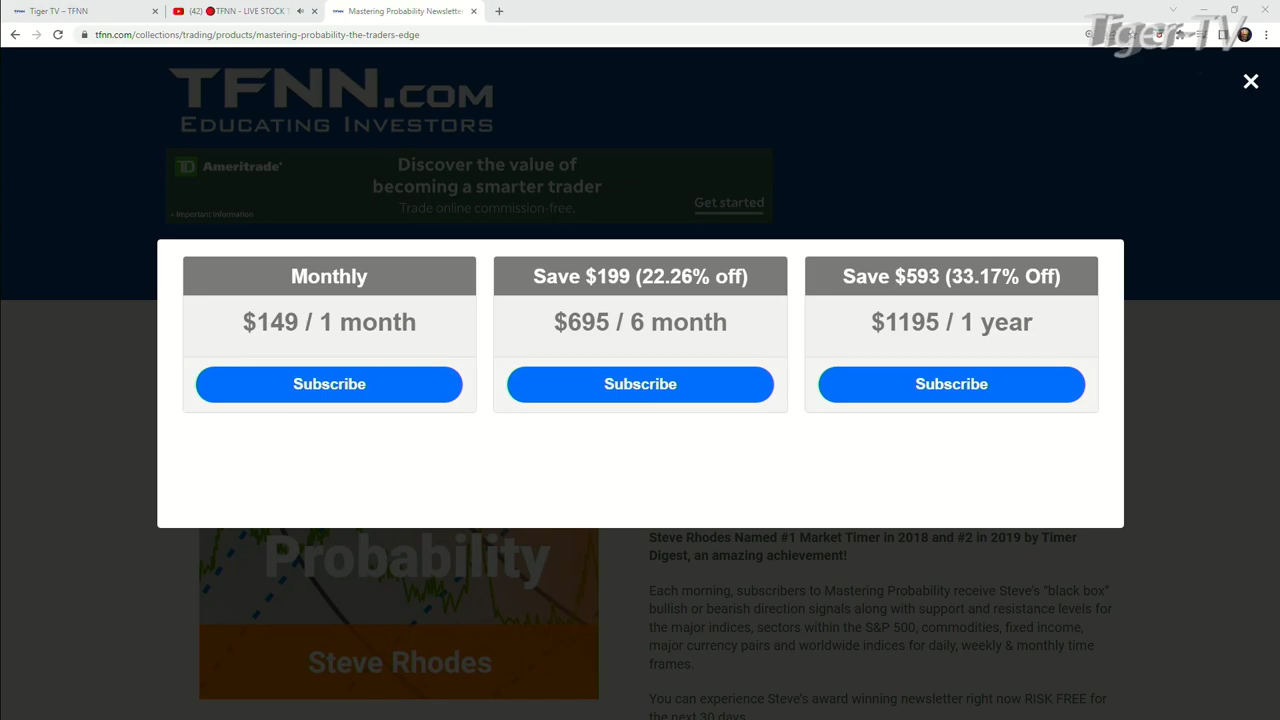 Tiger TV – TFNN
(42) 🔴TFNN - LIVE STOCK T
Mastering Probability Newslette
tfnn.com/collections/trading/products/mastering-probability-the-traders-edge
Tiger TV
TFNN.COM
EDUCATING INVESTORS
TD Ameritrade
Discover the value of
becoming a smarter trader
Trade online commission-free.
Get started
› Important Information
Monthly
$149 / 1 month
Subscribe
Save $199 (22.26% off)
$695 / 6 month
Subscribe
Save $593 (33.17% Off)
$1195 / 1 year
Subscribe
Probability
Steve Rhodes
Steve Rhodes Named #1 Market Timer in 2018 and #2 in 2019 by Timer
Digest, an amazing achievement!
Each morning, subscribers to Mastering Probability receive Steve's "black box"
bullish or bearish direction signals along with support and resistance levels for
the major indices, sectors within the S&P 500, commodities, fixed income,
major currency pairs and worldwide indices for daily, weekly & monthly time
frames.
You can experience Steve's award winning newsletter right now RISK FREE for
the next 30 days